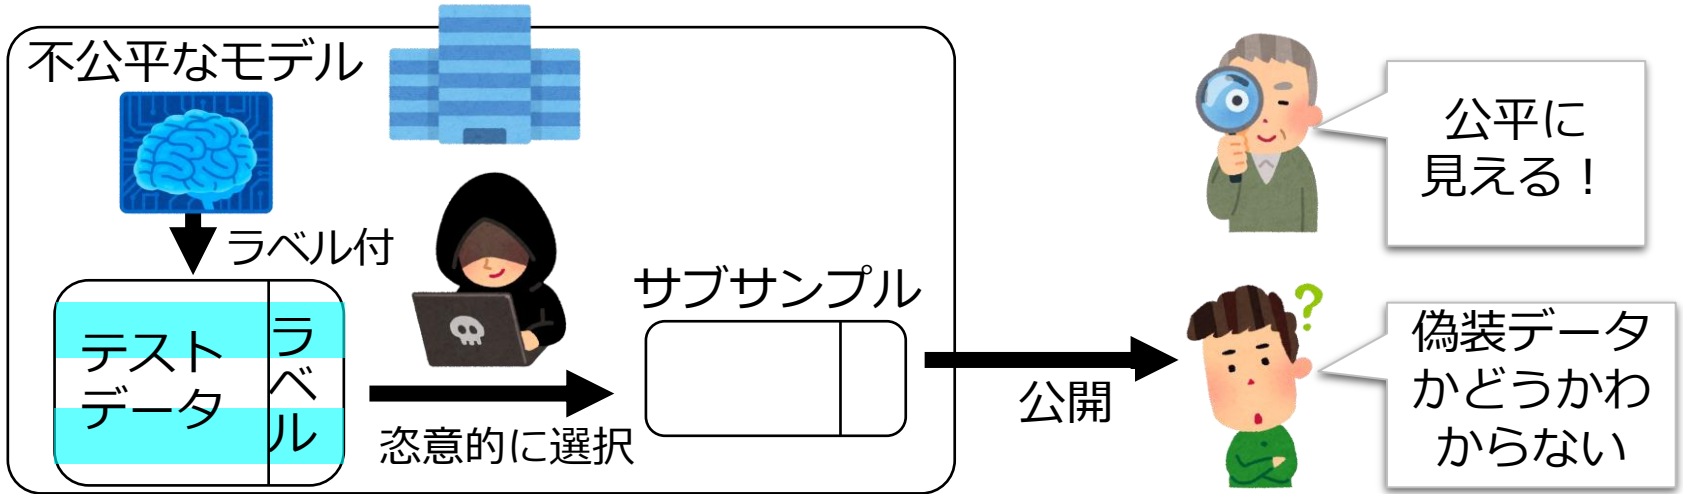 不公平なモデル
ラベル付
テスト
データ
ラベル
恣意的に選択
サブサンプル
公開
公平に
見える！
?
偽装データ
かどうかわ
からない